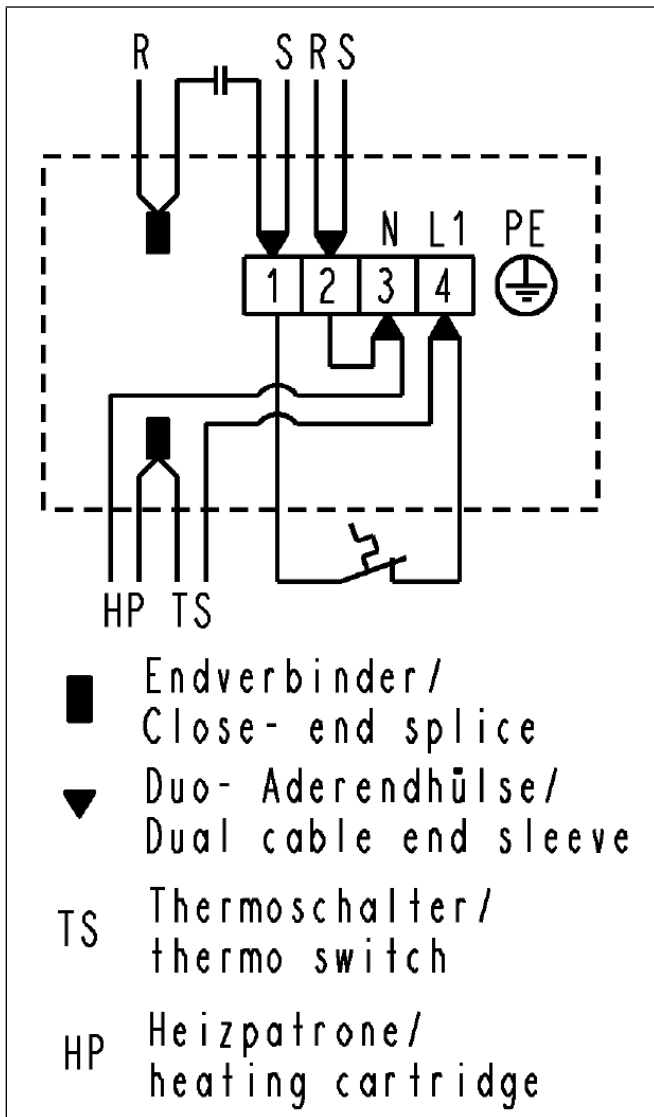 R S R S
N L1 PE
1 2 3 4
HP TS
Endverbinder/
Close- end splice
Duo- Aderendhülse/
Dual cable end sleeve
TS Thermoschalter/
thermo switch
HP Heizpatrone/
heating cartridge